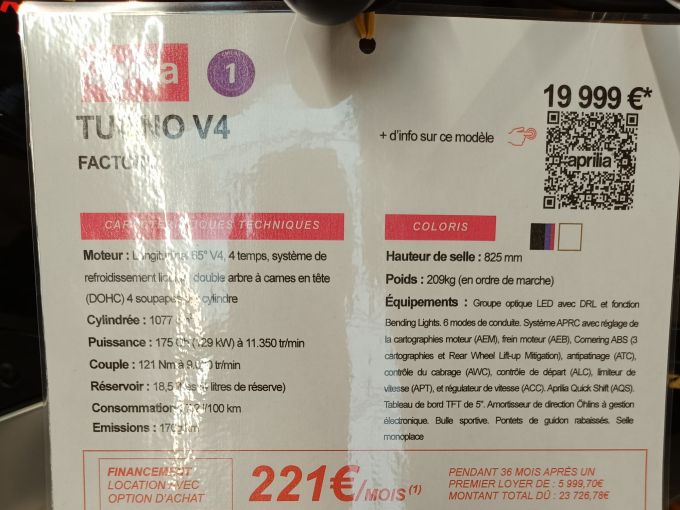 1
19 999 €*
V4
+ d'info sur ce modèle
aprilia
TECHNIQUES
COLORIS
Moteur : 65° V4, 4 temps, système de
refroidissement double arbre à cames en tête
(DOHC) 4 soupapes cylindre
Cylindrée : 1077
Puissance : 175 (129 kW) à 11.350 tr/min
Couple : 121 Nm à tr/min
Réservoir : 18,5 litres de réserve)
/100 km
Emissions :
Hauteur de selle : 825 mm
Poids : 209kg (en ordre de marche)
Équipements : Groupe optique LED avec DRL et fonction
Bending Lights. 6 modes de conduite. Système APRC avec réglage de
la cartographies moteur (AEM), frein moteur (AEB), Cornering ABS (3
cartographies et Rear Wheel Lift-up Mitigation), antipatinage (ATC),
contrôle du cabrage (AWC), contrôle de départ (ALC), limiteur de
vitesse (APT), et régulateur de vitesse (ACC). Aprilia Quick Shift (AQS).
Tableau de bord TFT de 5". Amortisseur de direction Öhlins à gestion
électronique. Bulle sportive. Pontets de guidon rabaissés. Selle
monoplace
FINANCEMENT
LOCATION AVEC
OPTION D'ACHAT
221€/MOIS (1)
PENDANT 36 MOIS APRÈS UN
PREMIER LOYER DE : 5 999,70€
MONTANT TOTAL DÛ : 23 726,78€